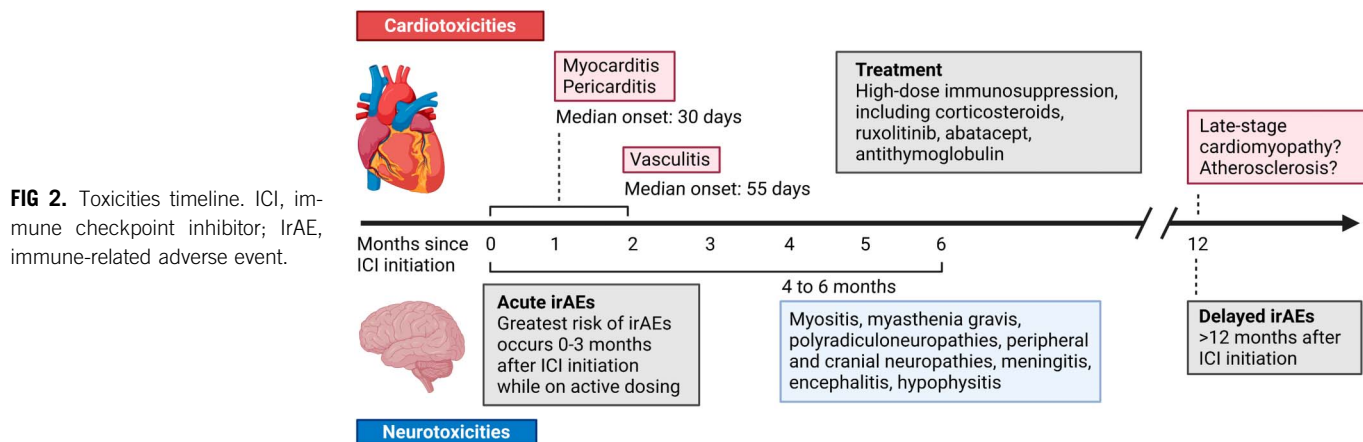 FIG 2. Toxicities timeline. ICI, im-
mune checkpoint inhibitor; IrAE,
immune-related adverse event.
Cardiotoxicities
Myocarditis
Pericarditis
Median onset: 30 days
Vasculitis
Median onset: 55 days
Treatment
High-dose immunosuppression,
including corticosteroids,
ruxolitinib, abatacept,
antithymoglobulin
Late-stage
cardiomyopathy?
Atherosclerosis?
Months since
ICI initiation
0 1 2 3 4 5 6 12
4 to 6 months
Acute irAEs
Greatest risk of irAEs
occurs 0-3 months
after ICI initiation
while on active dosing
Myositis, myasthenia gravis,
polyradiculoneuropathies, peripheral
and cranial neuropathies, meningitis,
encephalitis, hypophysitis
Delayed irAEs
>12 months after
ICI initiation
Neurotoxicities